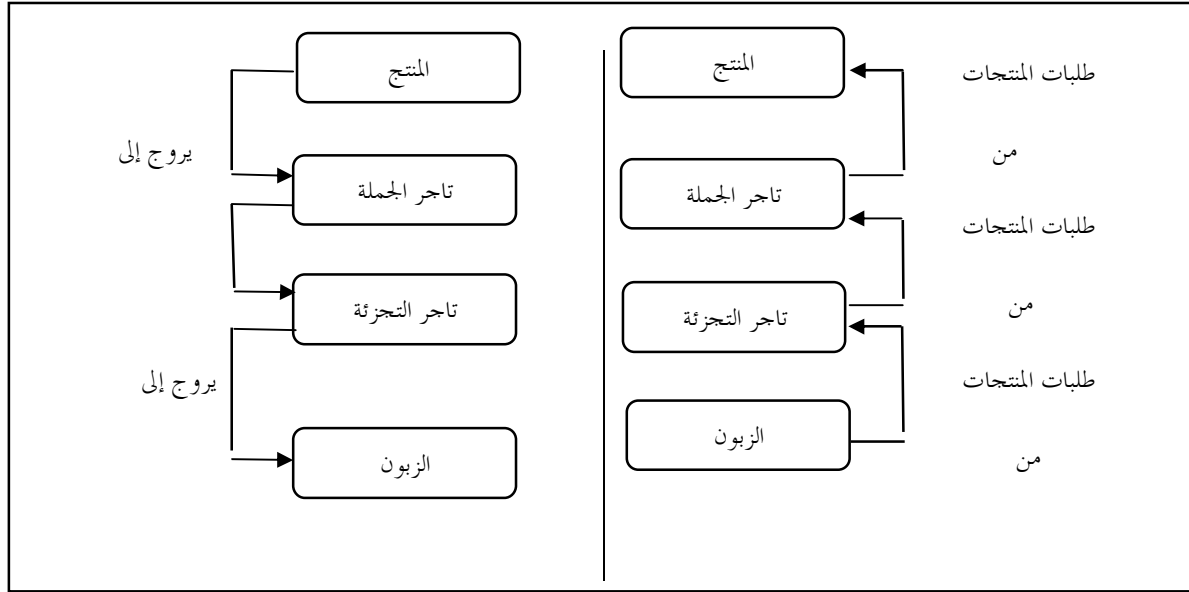 طلبات المنتجات
من
طلبات المنتجات
من
طلبات المنتجات
من
المنتج
تاجر الجملة
تاجر التجزئة
الزبون
المنتج
يروج إلى
تاجر الجملة
تاجر التجزئة
يروج إلى
الزبون